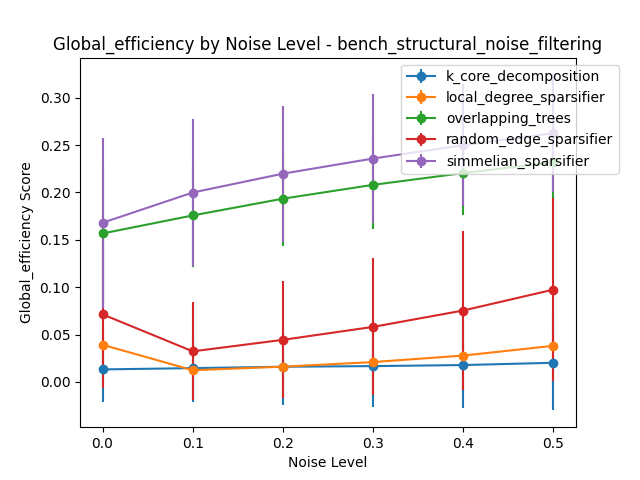 Global_efficiency by Noise Level - bench_structural_noise_filtering
k_core_decomposition
local_degree_sparsifier
overlapping_trees
random_edge_sparsifier
simmelian_sparsifier
Global_efficiency Score
0.30
0.25
0.20
0.15
0.10
0.05
0.00
0.0 0.1 0.2 0.3 0.4 0.5
Noise Level